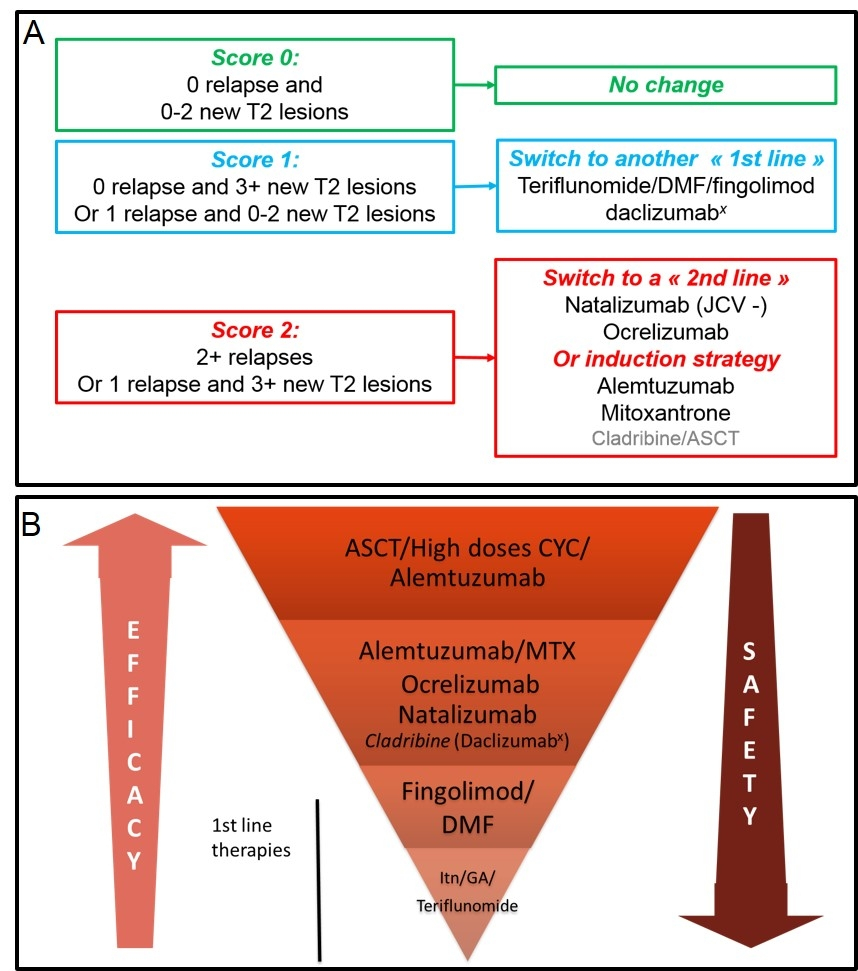 A
Score 0:
0 relapse and
0-2 new T2 lesions
No change
Score 1:
0 relapse and 3+ new T2 lesions
Or 1 relapse and 0-2 new T2 lesions
Switch to another « 1st line »
Teriflunomide/DMF/fingolimod
daclizumabˣ
Score 2:
2+ relapses
Or 1 relapse and 3+ new T2 lesions
Switch to a « 2nd line »
Natalizumab (JCV -)
Ocrelizumab
Or induction strategy
Alemtuzumab
Mitoxantrone
Cladribine/ASCT
B
EFFICACY
ASCT/High doses CYC/
Alemtuzumab
Alemtuzumab/MTX
Ocrelizumab
Natalizumab
Cladribine (Daclizumabˣ)
Fingolimod/
DMF
Itn/GA/
Teriflunomide
1st line
therapies
SAFETY